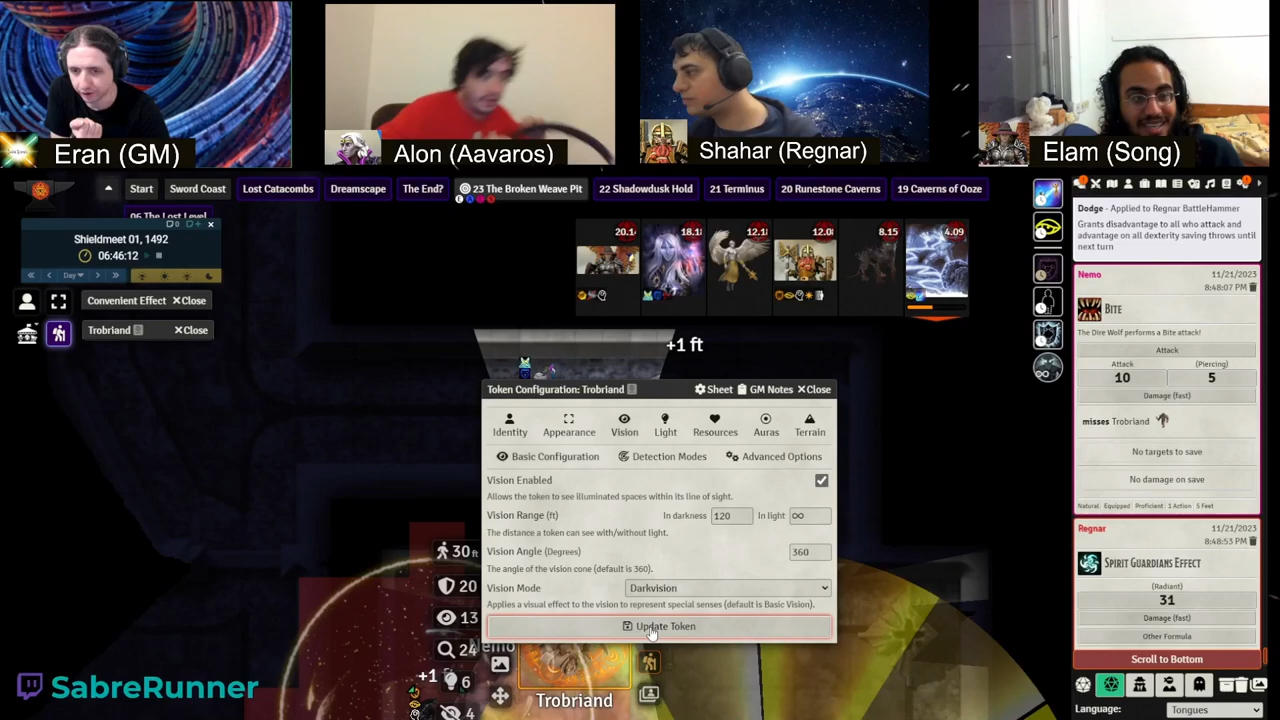 Eran (GM)
Alon (Aavaros)
Shahar (Regnar)
Elam (Song)
Start
Sword Coast
Lost Catacombs
Dreamscape
The End?
23 The Broken Weave Pit
22 Shadowdusk Hold
21 Terminus
20 Runestone Caverns
19 Caverns of Ooze
06 The Lost Level
Shieldmeet 01, 1492
06:46:12
Day
Convenient Effect Close
Trobriand Close
12.1
8.15
4.09
+1 ft
Token Configuration: Trobriand Sheet GM Notes Close
Identity Appearance Vision Light Resources Auras Terrain
Basic Configuration Detection Modes Advanced Options
Vision Enabled
Allows the token to see illuminated spaces within its line of sight.
Vision Range (ft) In darkness 120 In light ∞
The distance a token can see with/without light.
Vision Angle (Degrees) 360
The angle of the vision cone (default is 360).
Vision Mode Darkvision
Applies a visual effect to the vision to represent special senses (default is Basic Vision).
Update Token
30 ft
20
13
24
+1 6
4
Nemo
Trobriand
SabreRunner
Dodge - Applied to Regnar BattleHammer
Grants disadvantage to all who attack and
advantage on all dexterity saving throws until
next turn
Nemo 11/21/2023
8:48:07 PM
Bite
The Dire Wolf performs a Bite attack!
Attack
Attack (Piercing)
10 5
Damage (fast)
misses Trobriand
No targets to save
No damage on save
Natural Equipped Proficient 1 Action 5 Feet
Regnar 11/21/2023
8:48:53 PM
Spirit Guardians Effect
(Radiant)
31
Damage (fast)
Other Formula
Scroll to Bottom
Language: Tongues